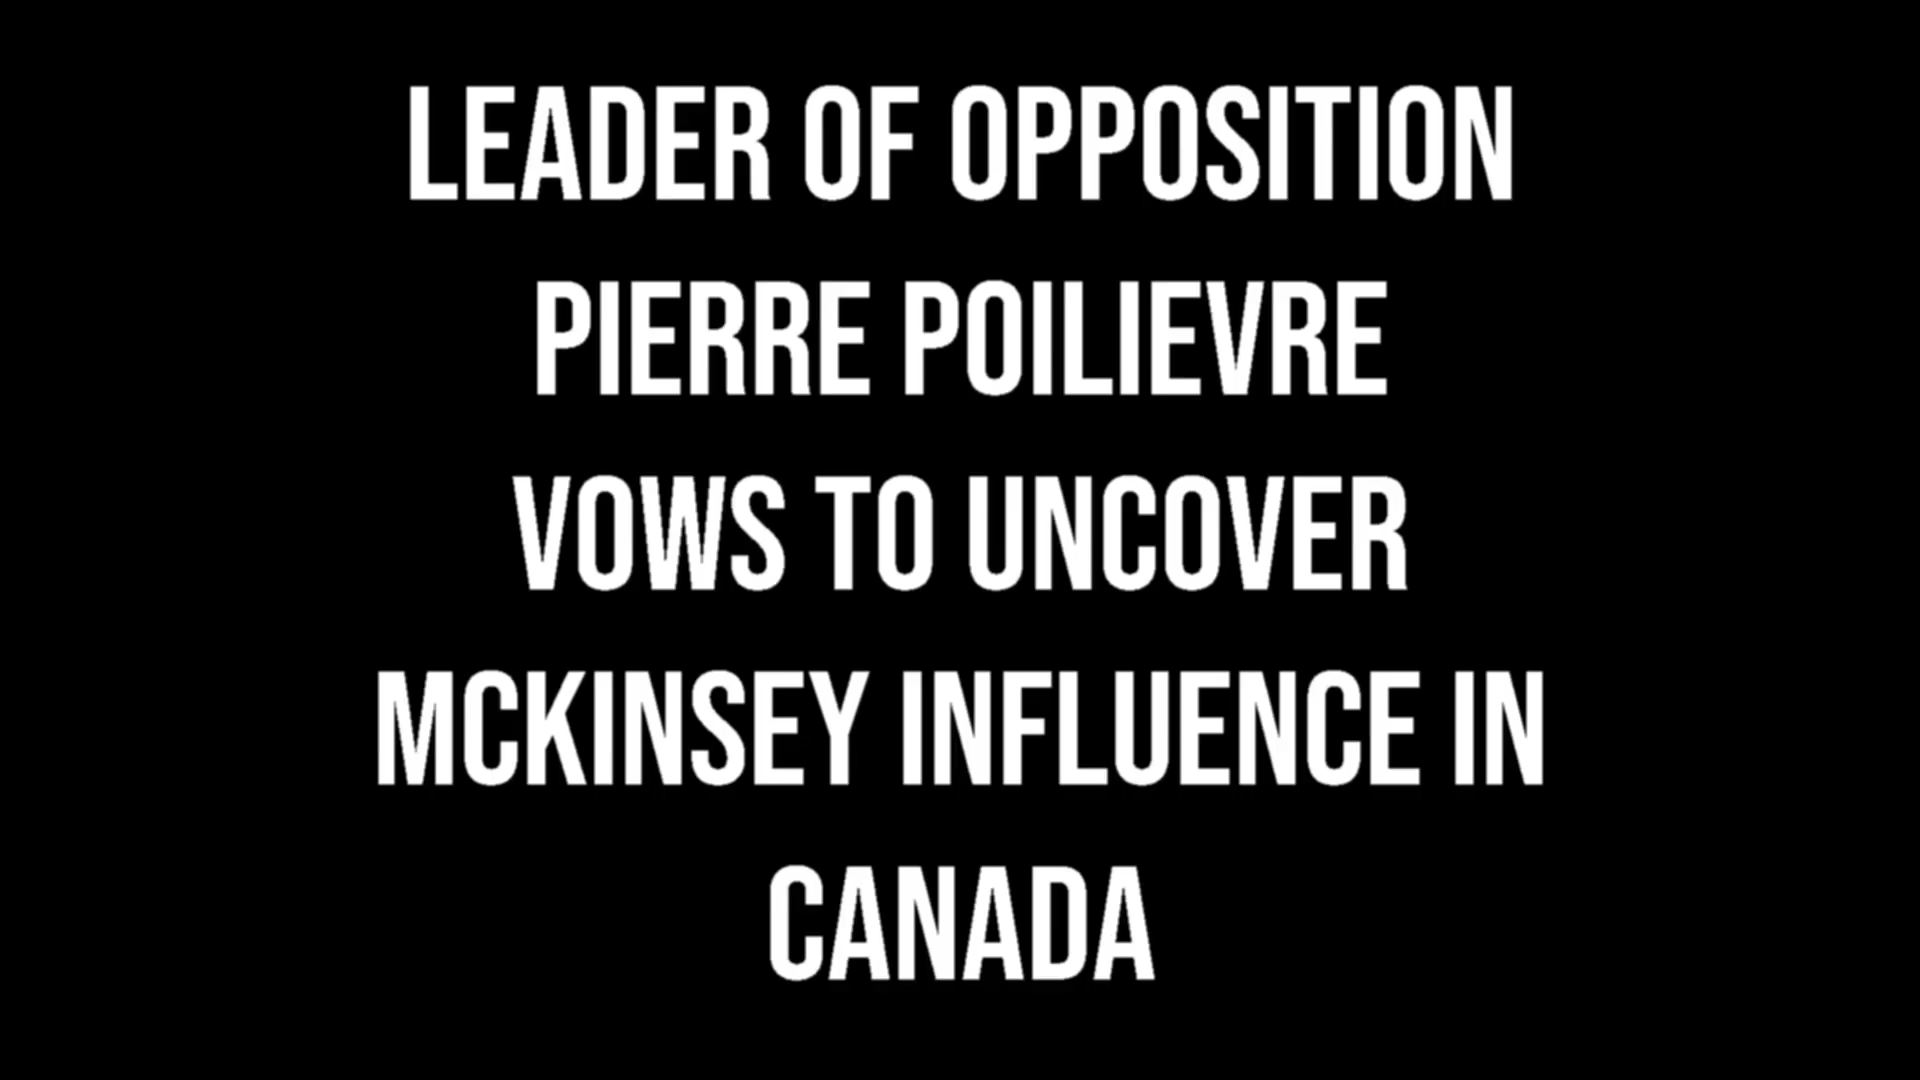 LEADER OF OPPOSITION
PIERRE POILIEVRE
VOWS TO UNCOVER
MCKINSEY INFLUENCE IN
CANADA